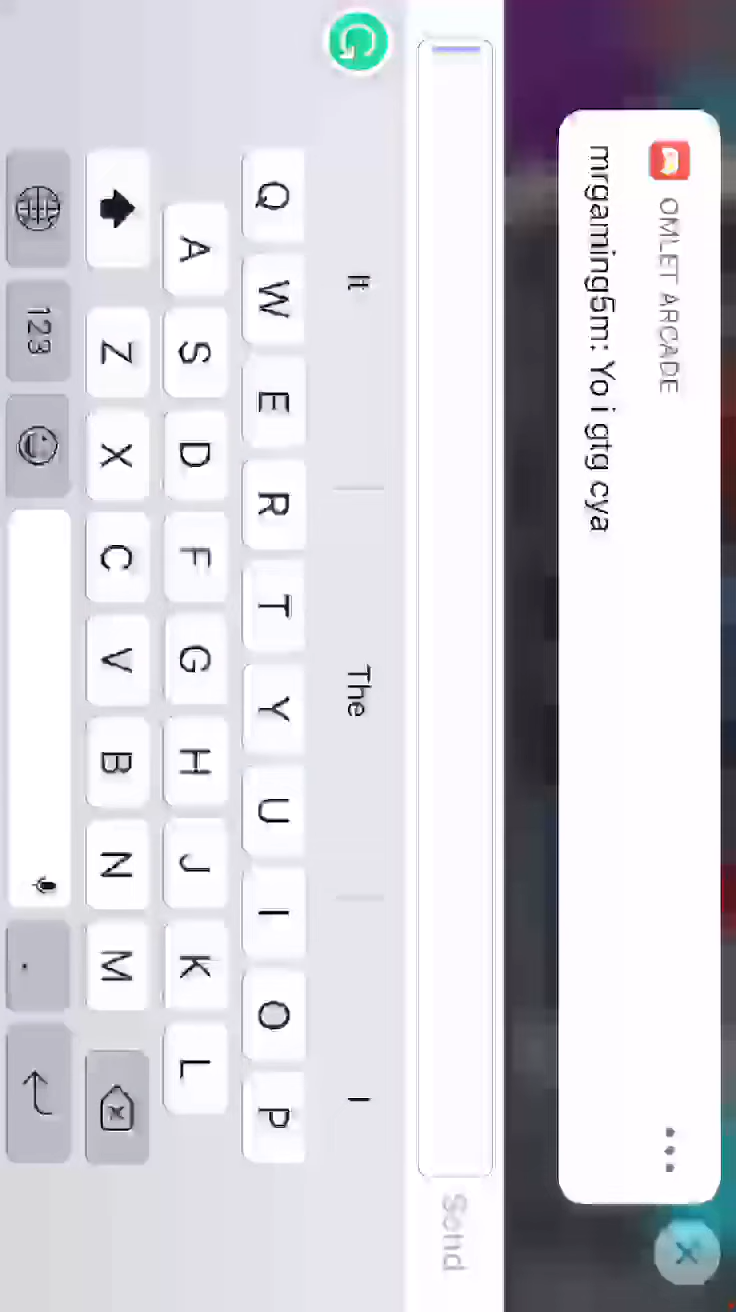 OMLET ARCADE
mrgaming5m: Yo i gtg cya
Send
It The I
Q W E R T Y U I O P
A S D F G H J K L
Z X C V B N M
123 .